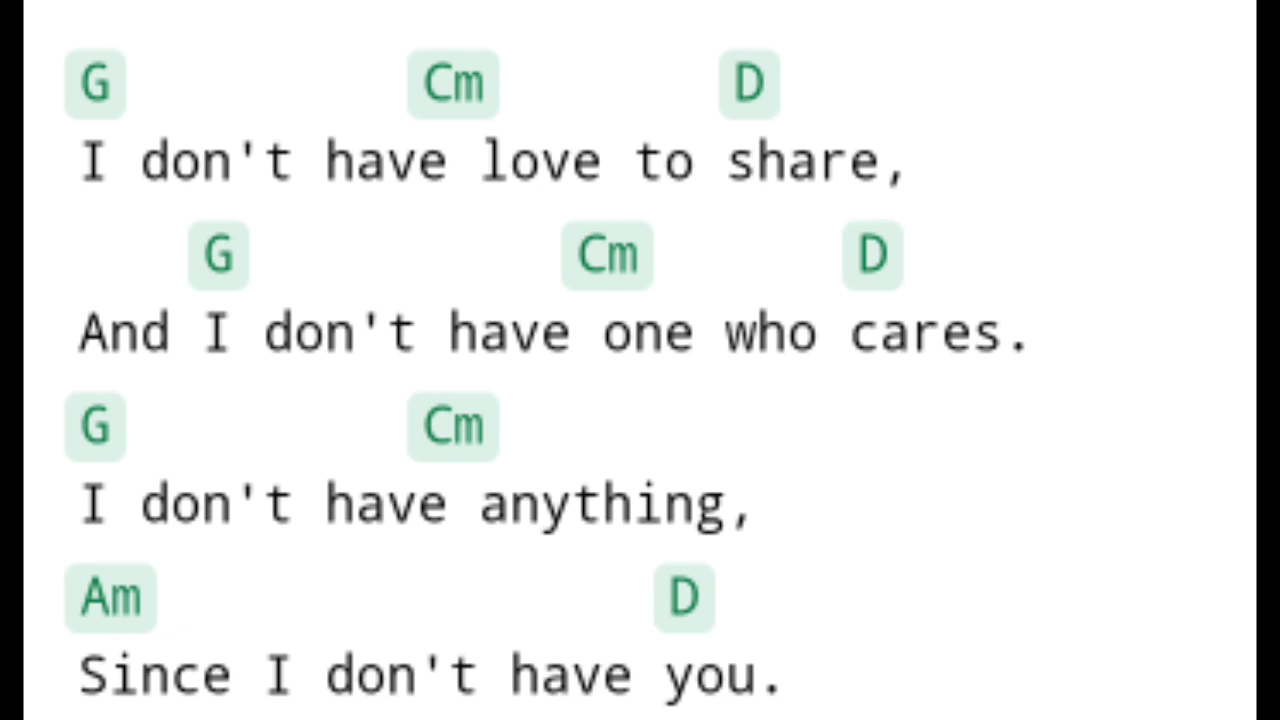 G Cm D
I don't have love to share,
G Cm D
And I don't have one who cares.
G Cm
I don't have anything,
Am D
Since I don't have you.